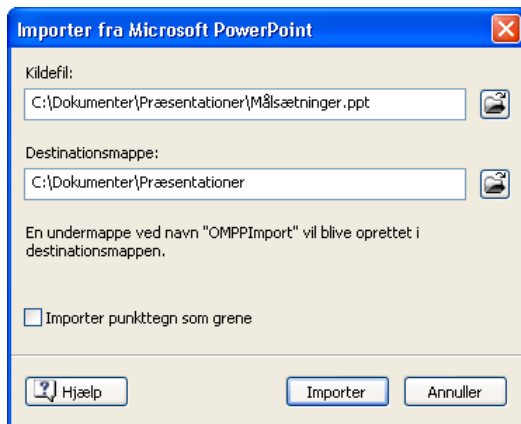 Importer fra Microsoft PowerPoint
Kildefil:
C:\Dokumenter\Præsentationer\Målsætninger.ppt
Destinationsmappe:
C:\Dokumenter\Præsentationer
En undermappe ved navn "OMPPImport" vil blive oprettet i
destinationsmappen.
Importer punkttegn som grene
Hjælp
Importer
Annuller